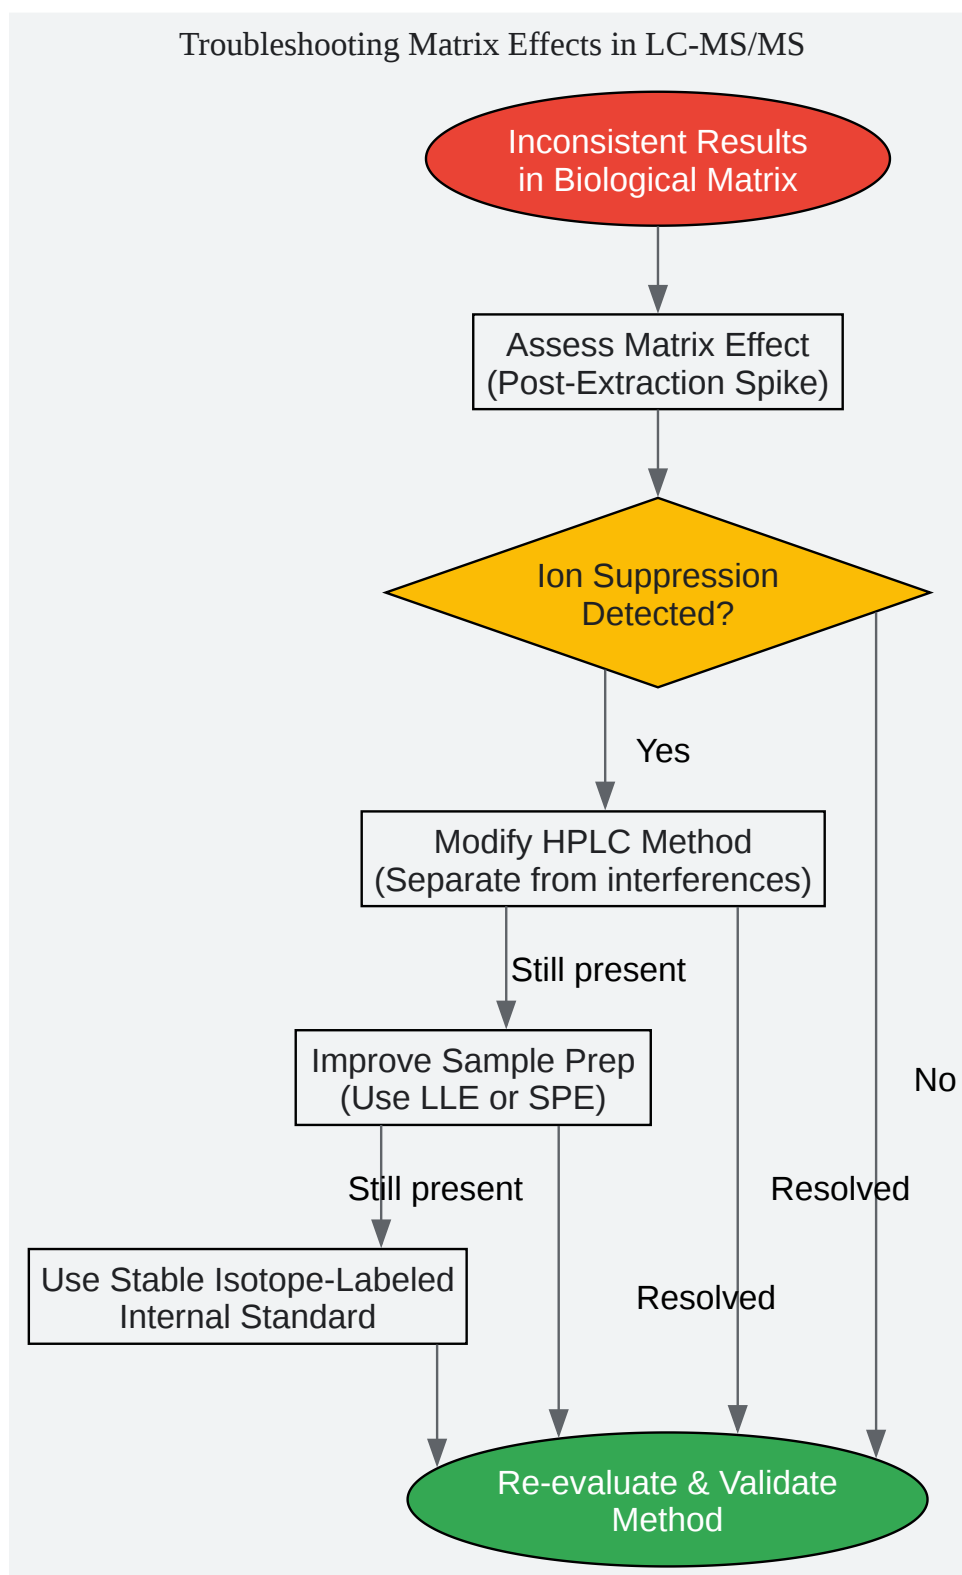 Troubleshooting Matrix Effects in LC-MS/MS
Inconsistent Results
in Biological Matrix
Assess Matrix Effect
(Post-Extraction Spike)
Ion Suppression
Detected?
Yes
Modify HPLC Method
(Separate from interferences)
Still present
Improve Sample Prep
(Use LLE or SPE)
No
Still present
Resolved
Use Stable Isotope-Labeled
Internal Standard
Resolved
Re-evaluate & Validate
Method